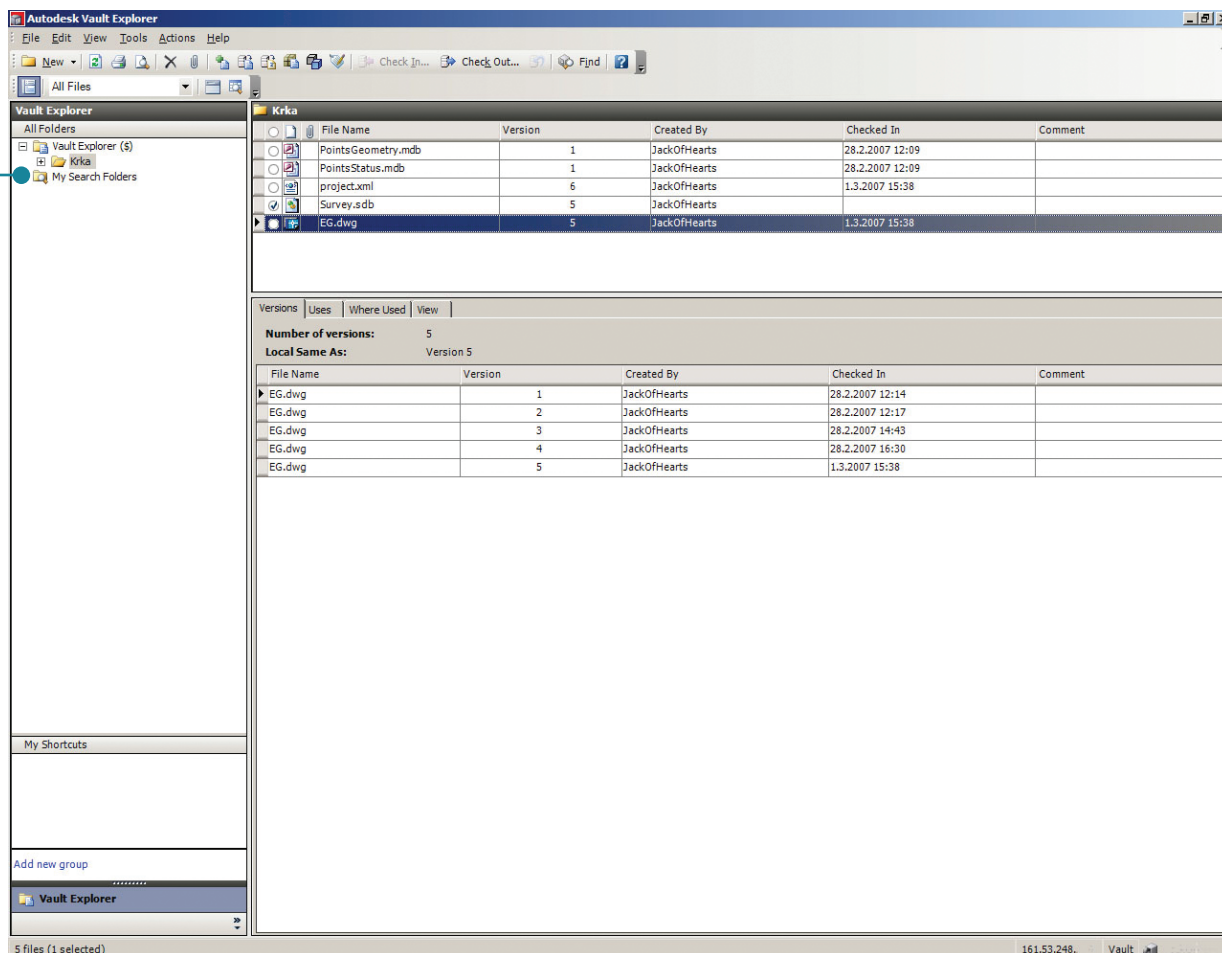 Autodesk Vault Explorer
File Edit View Tools Actions Help
New Check In... Check Out... Find
All Files
Vault Explorer
All Folders
Vault Explorer ($)
Krka
My Search Folders
Krka
File Name Version Created By Checked In Comment
PointsGeometry.mdb 1 JackOfHearts 28.2.2007 12:09
PointsStatus.mdb 1 JackOfHearts 28.2.2007 12:09
project.xml 6 JackOfHearts 1.3.2007 15:38
Survey.sdb 5 JackOfHearts
EG.dwg 5 JackOfHearts 1.3.2007 15:38
Versions Uses Where Used View
Number of versions: 5
Local Same As: Version 5
File Name Version Created By Checked In Comment
EG.dwg 1 JackOfHearts 28.2.2007 12:14
EG.dwg 2 JackOfHearts 28.2.2007 12:17
EG.dwg 3 JackOfHearts 28.2.2007 14:43
EG.dwg 4 JackOfHearts 28.2.2007 16:30
EG.dwg 5 JackOfHearts 1.3.2007 15:38
My Shortcuts
Add new group
Vault Explorer
5 files (1 selected) 161.53.248. Vault